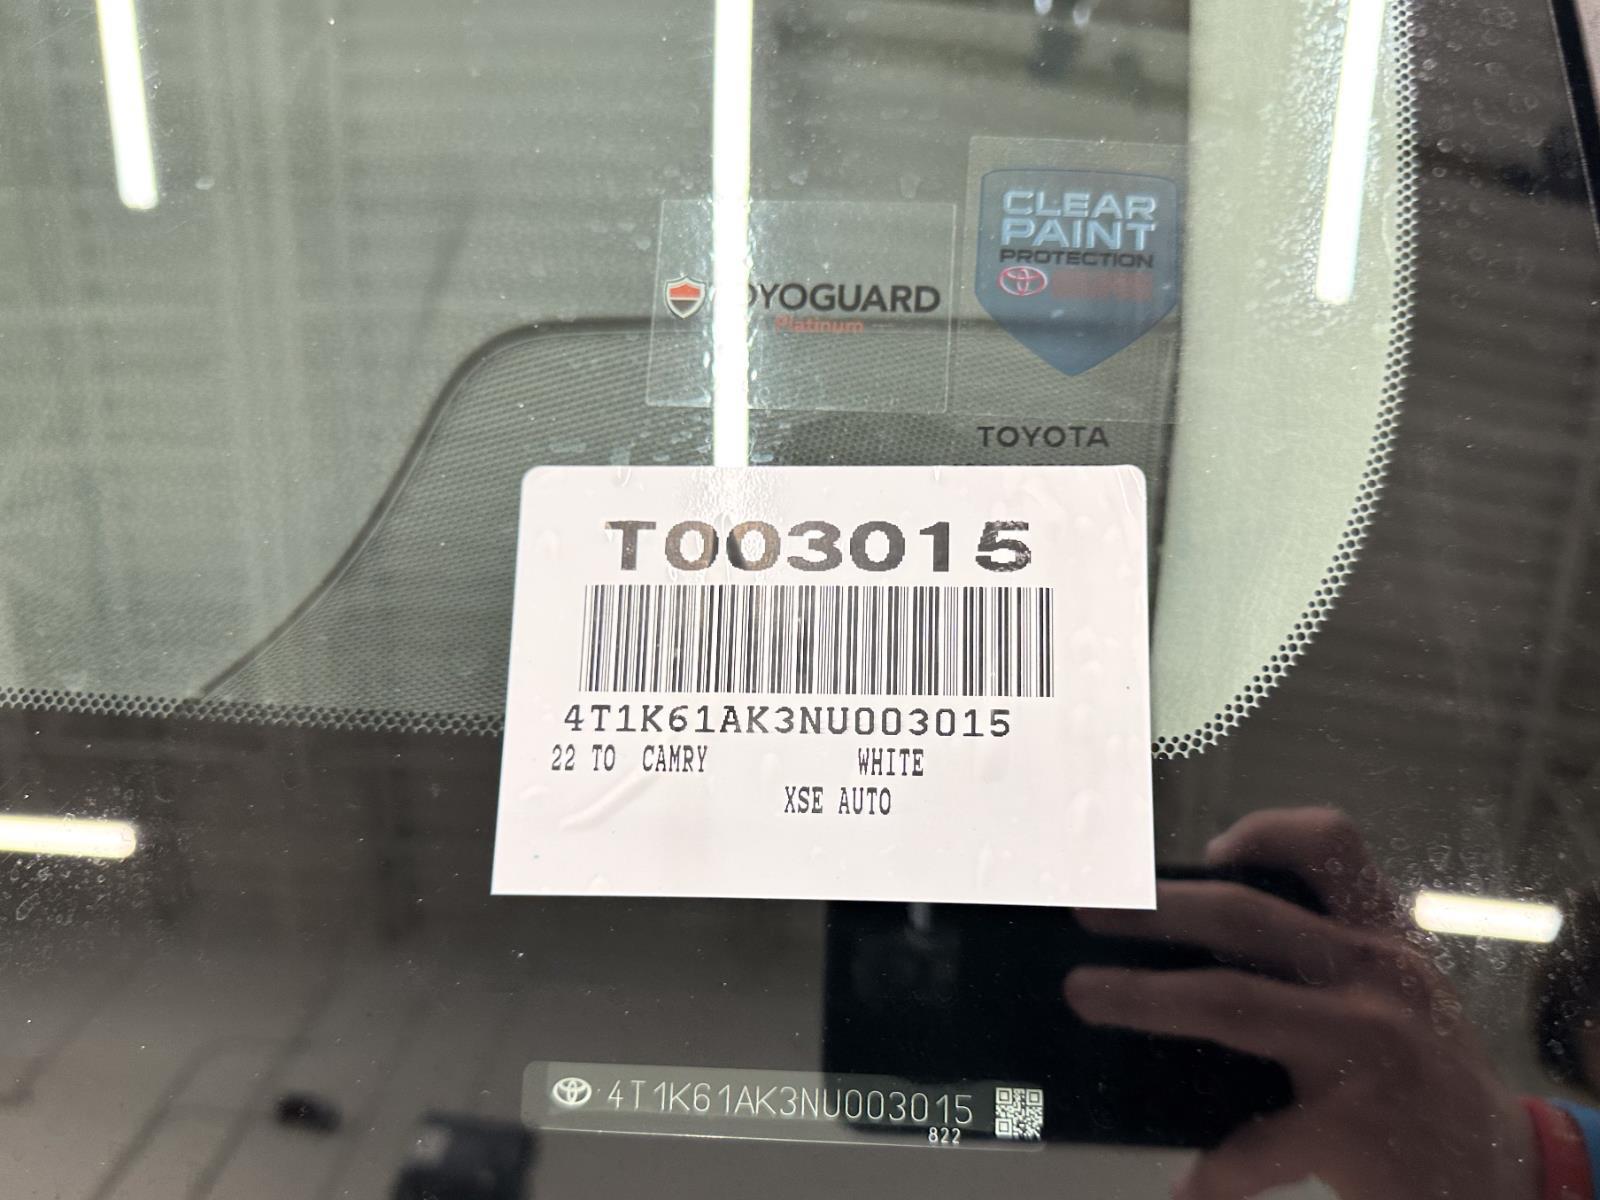 CLEAR
PAINT
PROTECTION
TOYOGUARD
Platinum
TOYOTA
T003015
4T1K61AK3NU003015
22 TO CAMRY WHITE
XSE AUTO
4T1K61AK3NU003015
822